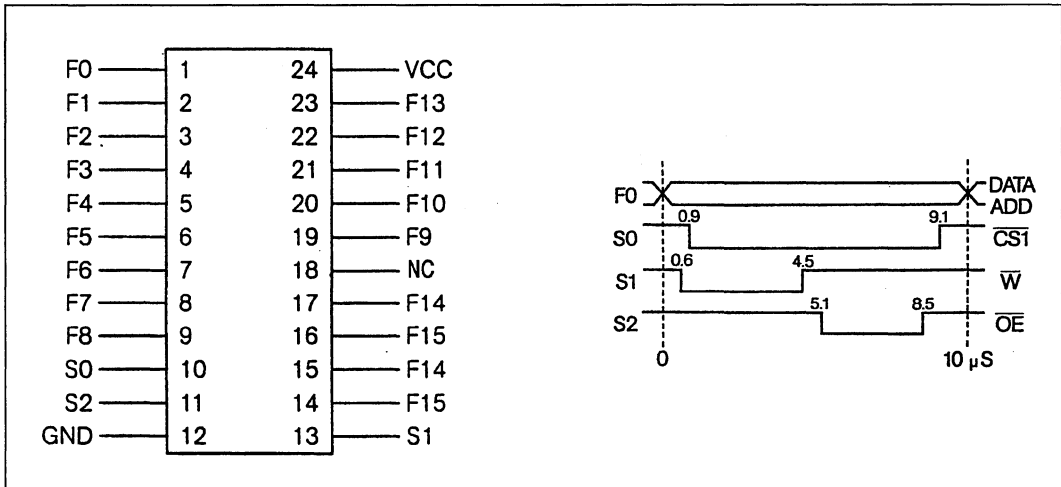 F0 1 24 VCC
F1 2 23 F13
F2 3 22 F12
F3 4 21 F11
F4 5 20 F10
F5 6 19 F9
F6 7 18 NC
F7 8 17 F14
F8 9 16 F15
S0 10 15 F14
S2 11 14 F15
GND 12 13 S1
F0 DATA
ADD
S0 0.9 9.1 CS1
S1 0.6 4.5 W
S2 5.1 8.5 OE
0 10 µS